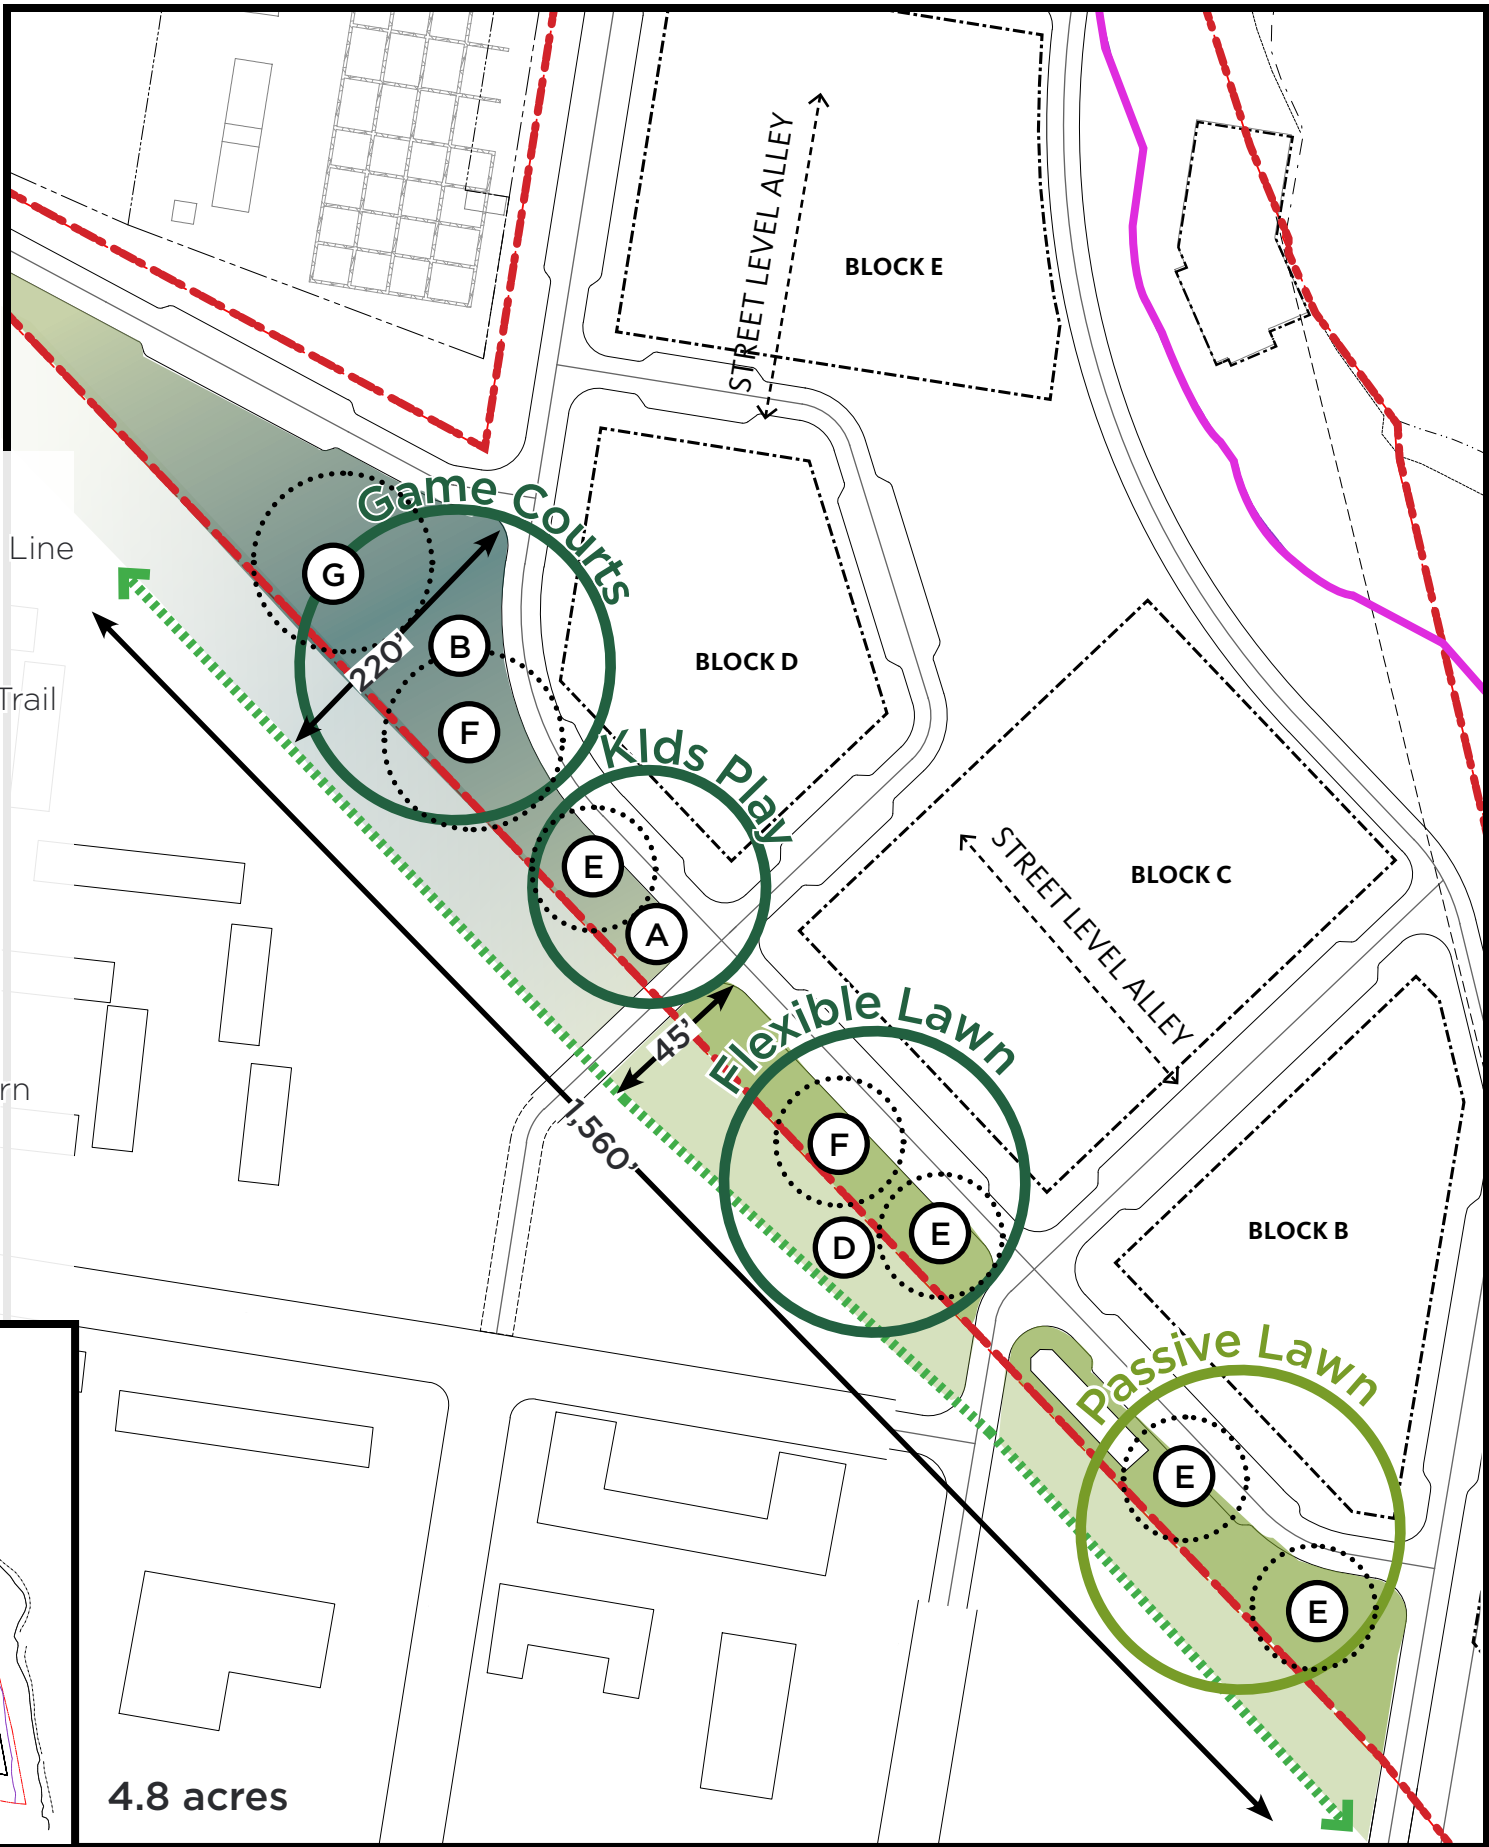 STREET LEVEL ALLEY
BLOCK E
Game Courts
Line
G
B
220'
BLOCK D
Trail
F
KIds Play
E
A
STREET LEVEL ALLEY
BLOCK C
Flexible Lawn
45'
rn
1,560'
F
E
D
BLOCK B
Passive Lawn
E
E
4.8 acres